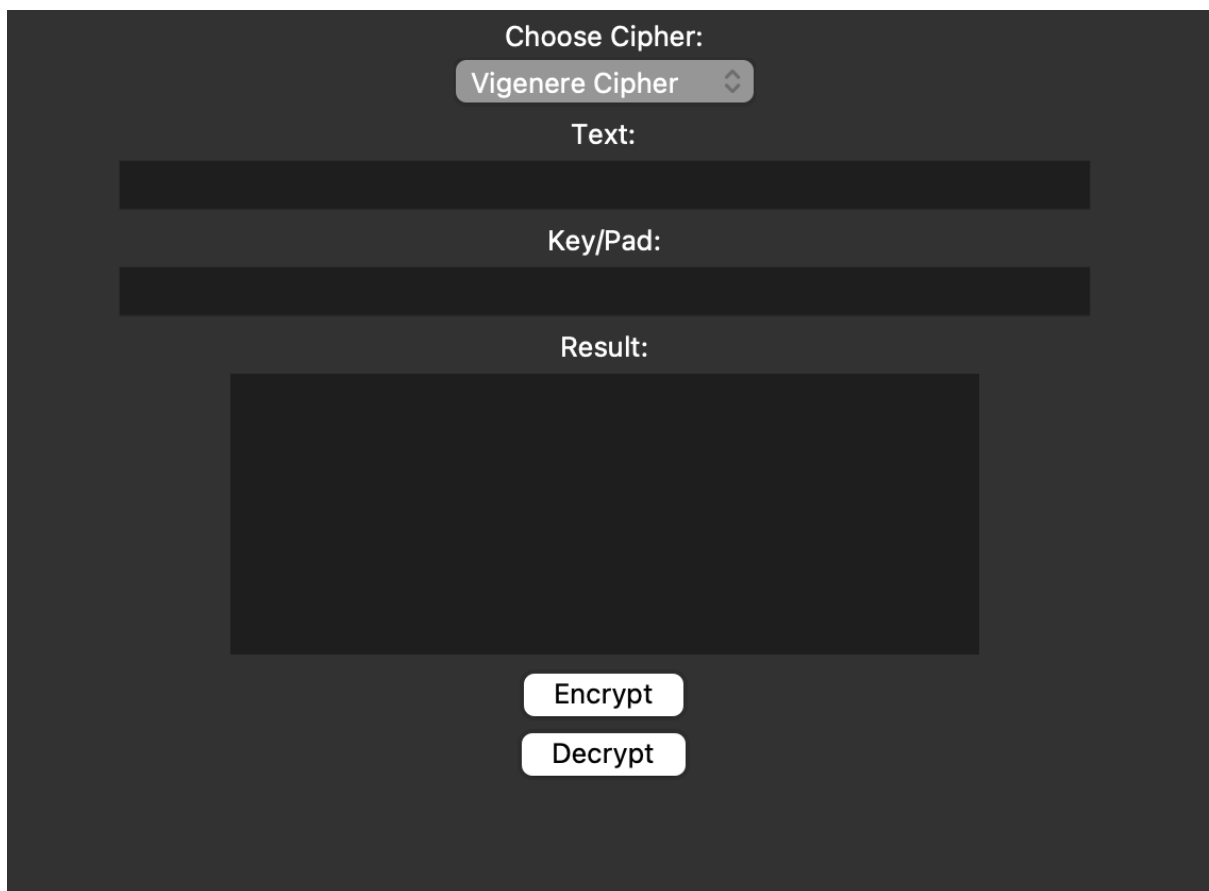 Choose Cipher:
Vigenere Cipher
Text:
Key/Pad:
Result:
Encrypt
Decrypt